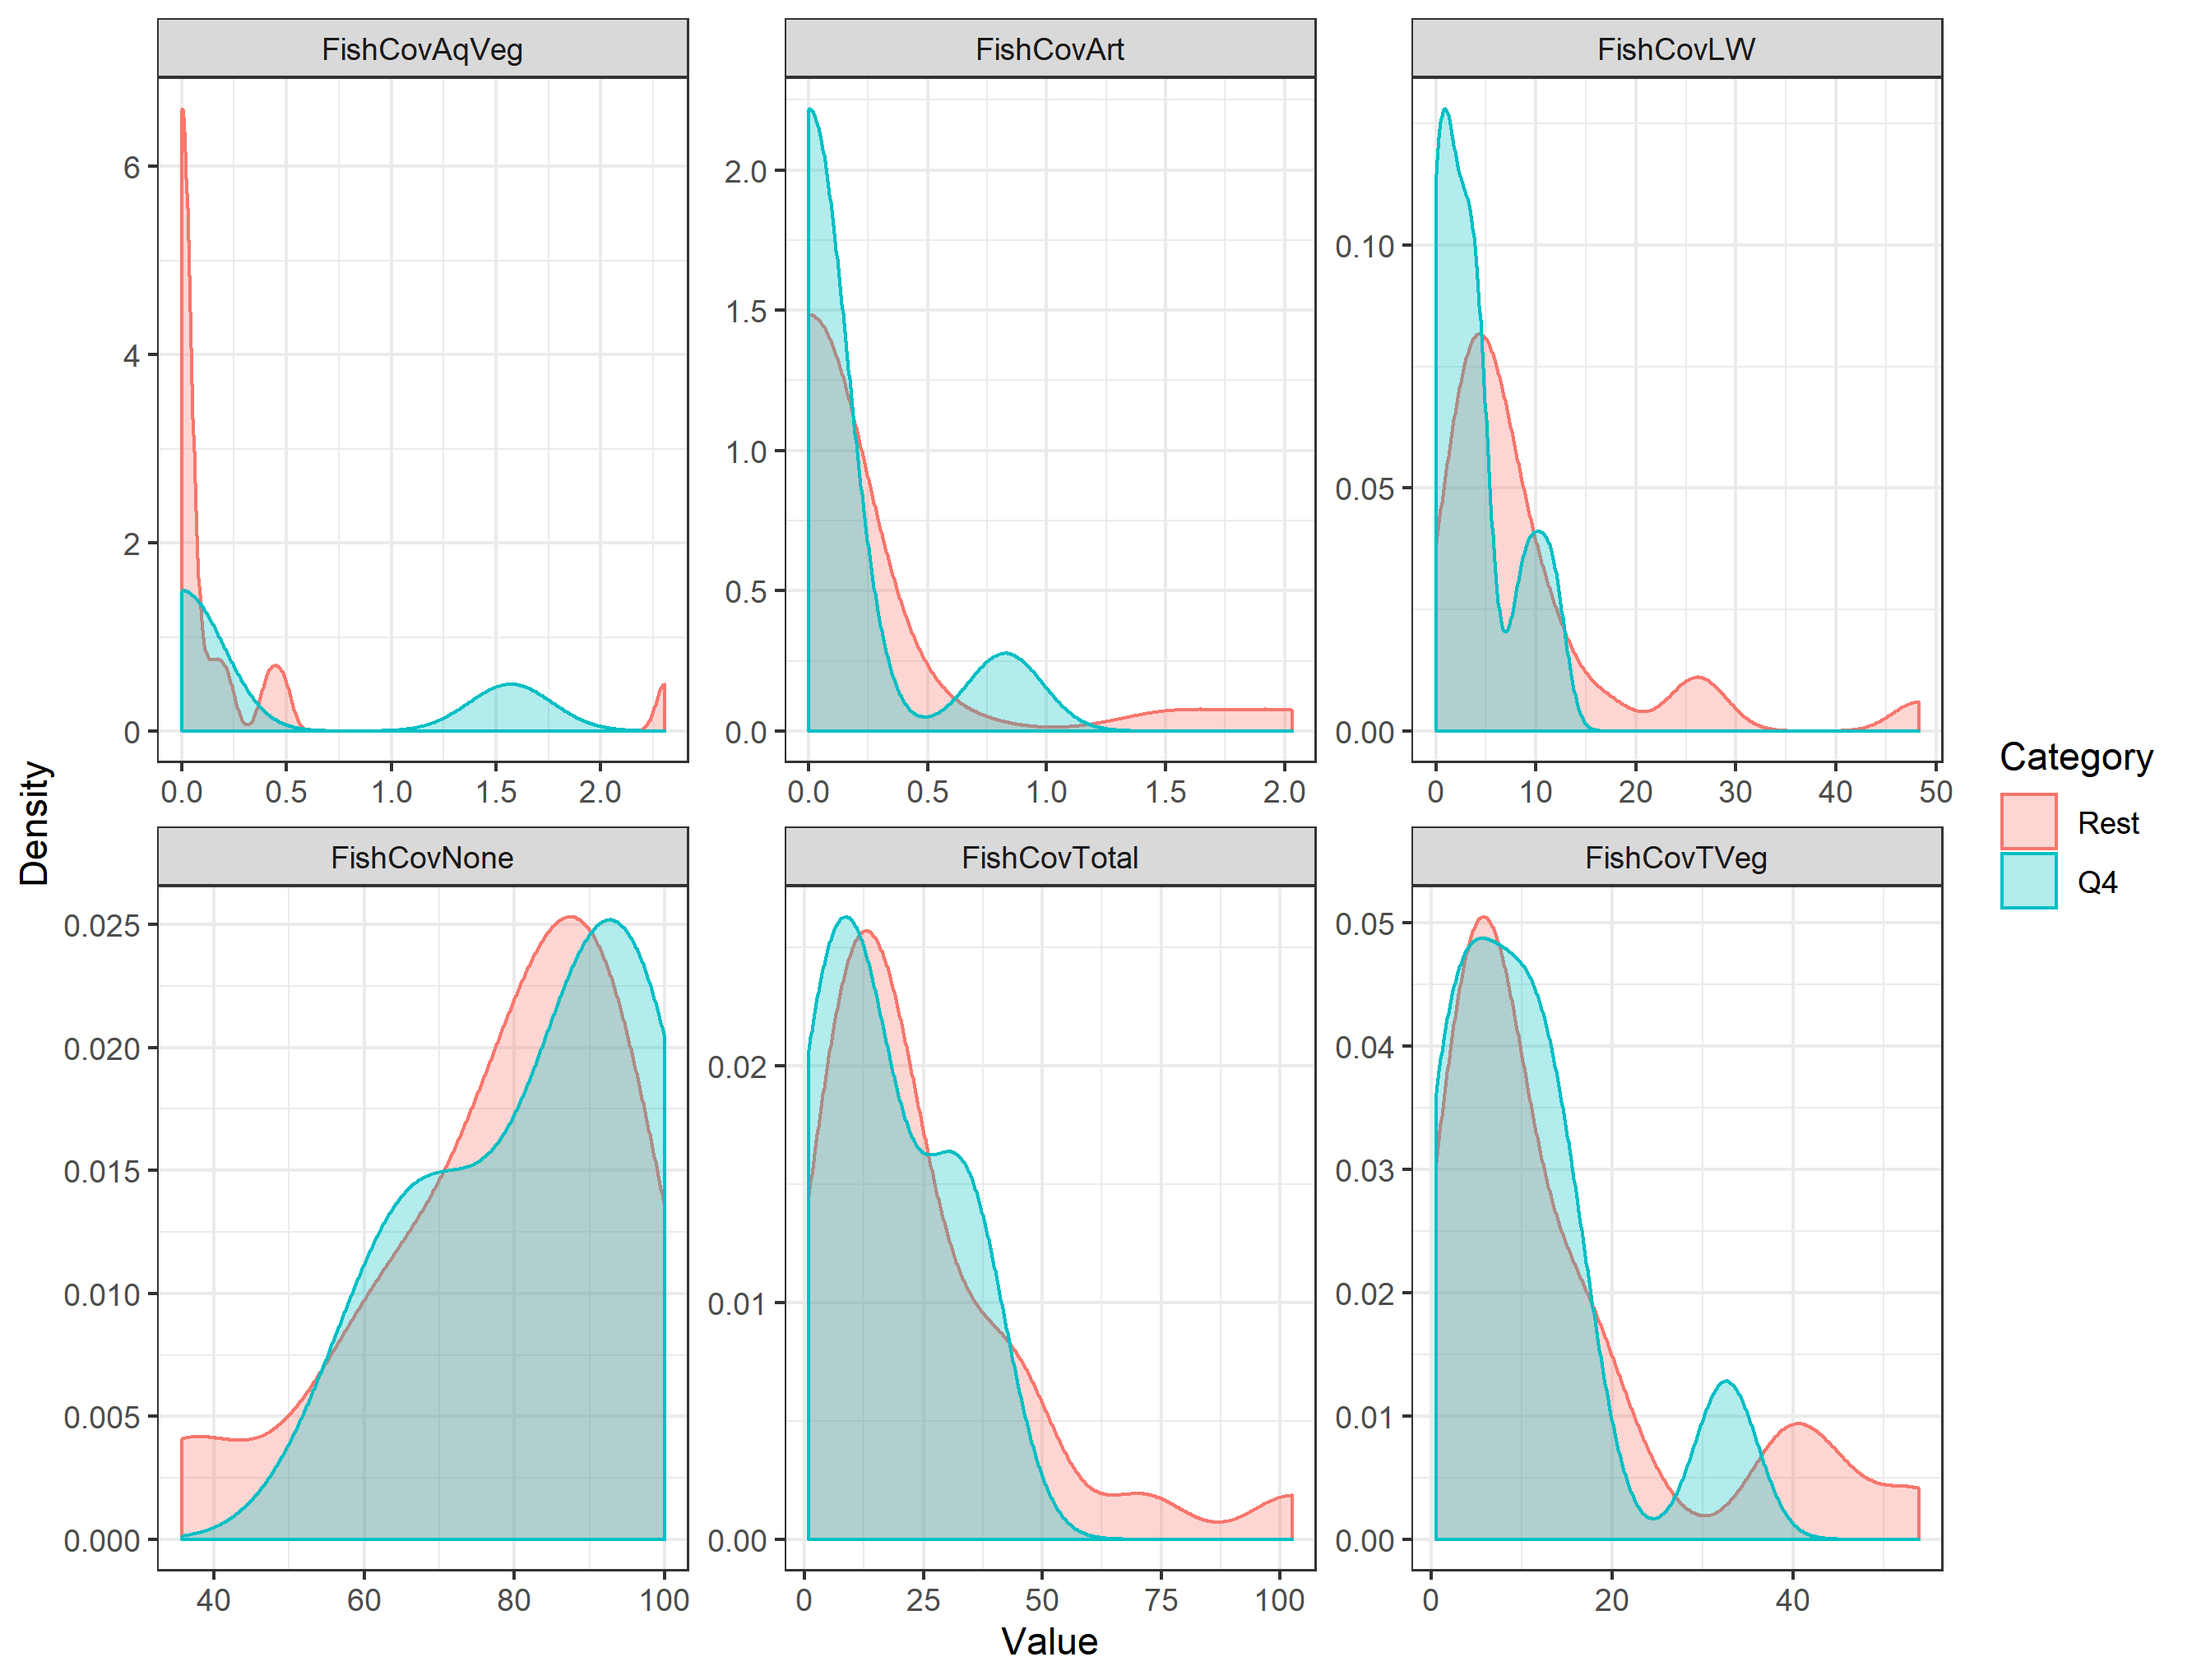 FishCovAqVeg
FishCovArt
FishCovLW
6
4
2
0
2.0
1.5
1.0
0.5
0.0
0.10
0.05
0.00
0.0 0.5 1.0 1.5 2.0
0.0 0.5 1.0 1.5 2.0
0 10 20 30 40 50
FishCovNone
FishCovTotal
FishCovTVeg
0.025
0.020
0.015
0.010
0.005
0.000
0.02
0.01
0.00
0.05
0.04
0.03
0.02
0.01
0.00
40 60 80 100
0 25 50 75 100
0 20 40
Density
Value
Category
Rest
Q4